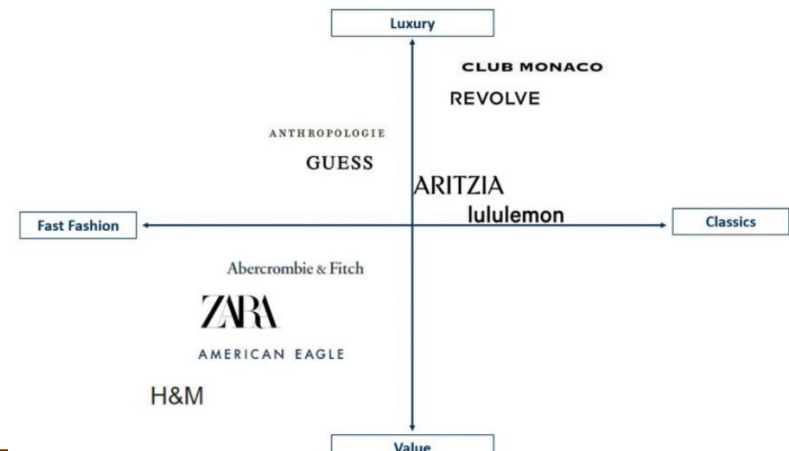 Luxury
CLUB MONACO
REVOLVE
ANTHROPOLOGIE
GUESS
ARITZIA
lululemon
Fast Fashion
Classics
Abercrombie & Fitch
ZARA
AMERICAN EAGLE
H&M
Value